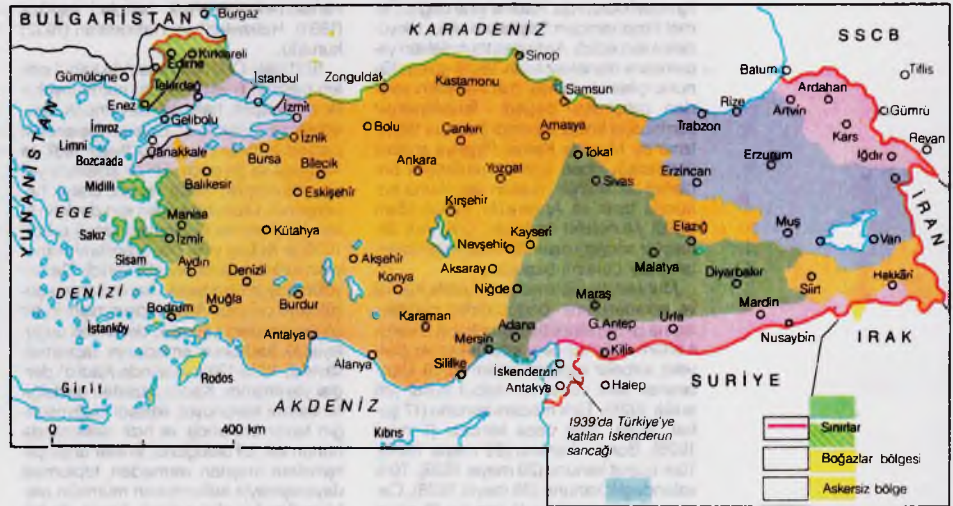 BULGARİSTAN
Burgaz
KARADENİZ
SSCB
Kırklareli
Edirne
Gümülcine
Tekirdağ
İstanbul
Zonguldak
Sinop
Kastamonu
Samsun
Batum
Tiflis
Ardahan
Rize
Artvin
Gümrü
Enez
İzmit
Trabzon
Kars
Revan
İmroz
Gelibolu
İznik
Bolu
Çankırı
Amasya
Limni
Çanakkale
Bursa
Bilecik
Ankara
Yozgat
Tokat
Erzurum
Iğdır
Bozcaada
Balıkesir
Eskişehir
Sivas
Erzincan
YUNANİSTAN
Midilli
Kırşehir
İRAN
EGE
Manisa
Kütahya
Kayseri
Elazığ
Muş
Van
Sakız
İzmir
Nevşehir
Akşehir
Aksaray
Malatya
Diyarbakır
Sisam
Aydın
Denizli
Konya
Niğde
Siirt
Hakkâri
DENİZİ
Muğla
Burdur
Maraş
Mardin
Bodrum
Karaman
Adana
G.Antep
Urfa
Nusaybin
İstanköy
Antalya
Mersin
Kilis
IRAK
Alanya
Silifke
İskenderun
Girit
Rodos
Antakya
Halep
SURİYE
AKDENİZ
0
400 km
Kıbrıs
1939'da Türkiye'ye
katılan İskenderun
sancağı
Sınırlar
Boğazlar bölgesi
Askersiz bölge